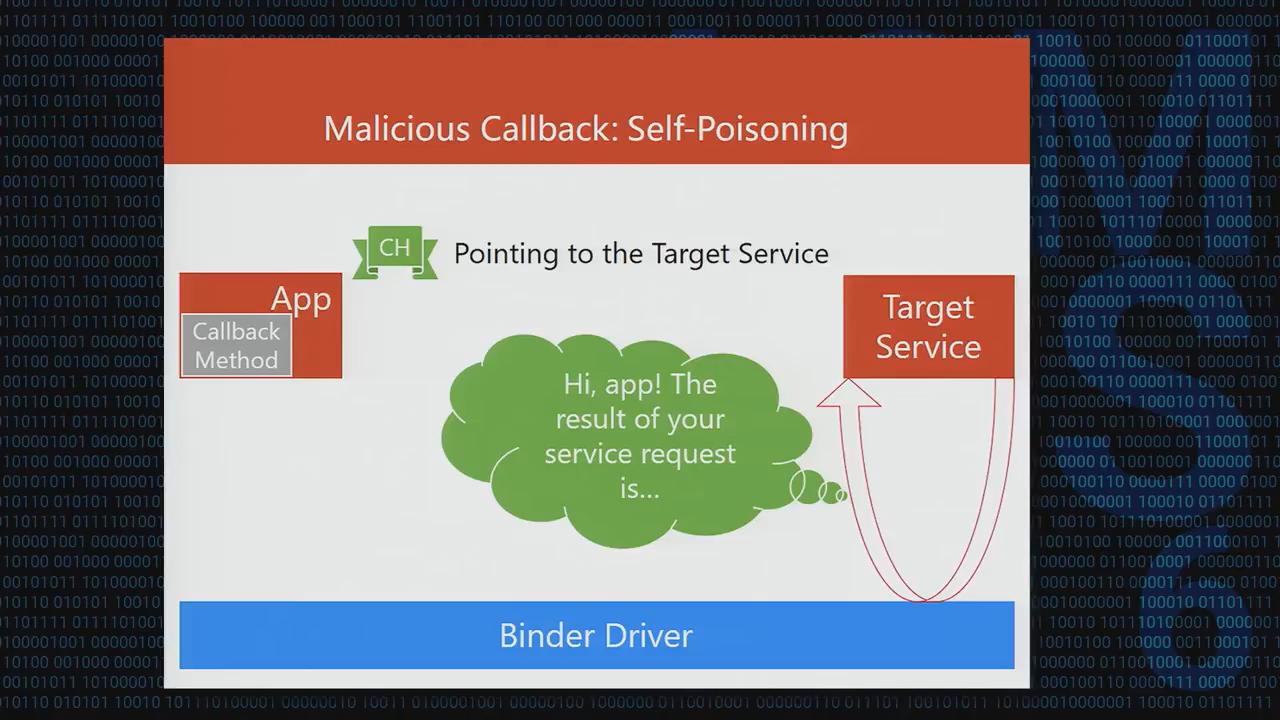 Malicious Callback: Self-Poisoning
CH
Pointing to the Target Service
App
Callback
Method
Target
Service
Hi, app! The
result of your
service request
is...
Binder Driver